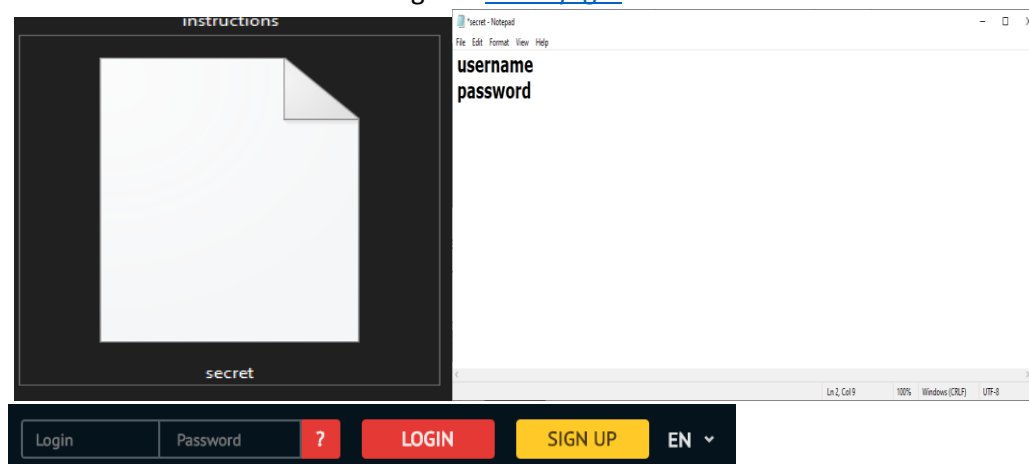 instructions
secret
*secret - Notepad
File Edit Format View Help
username
password
Ln 2, Col 9 100% Windows (CRLF) UTF-8
Login Password ? LOGIN SIGN UP EN